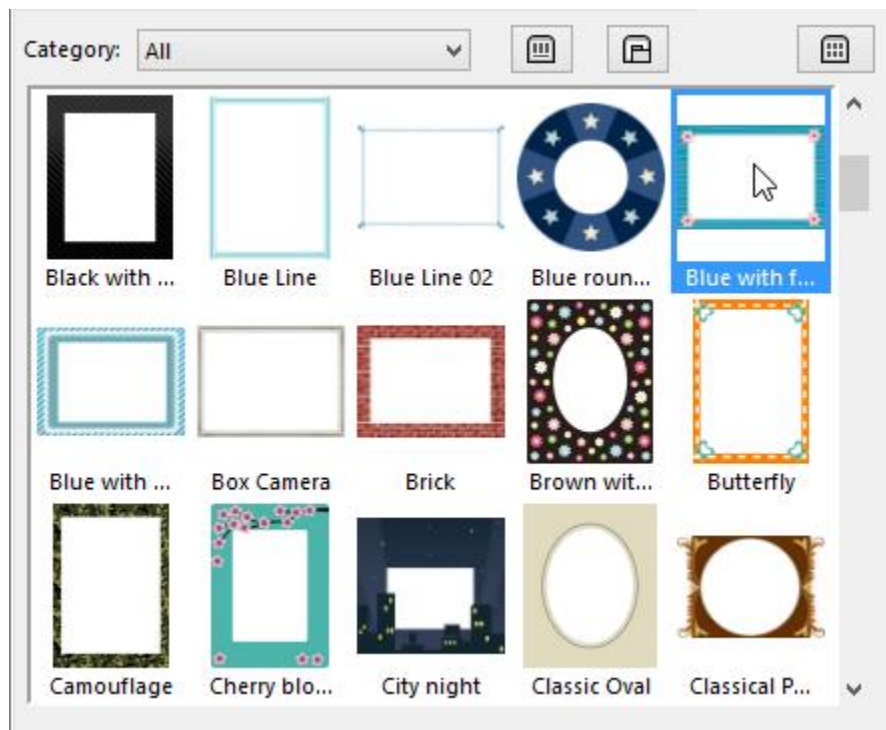 Category: All
Black with ... Blue Line Blue Line 02 Blue roun... Blue with f...
Blue with ... Box Camera Brick Brown wit... Butterfly
Camouflage Cherry blo... City night Classic Oval Classical P...